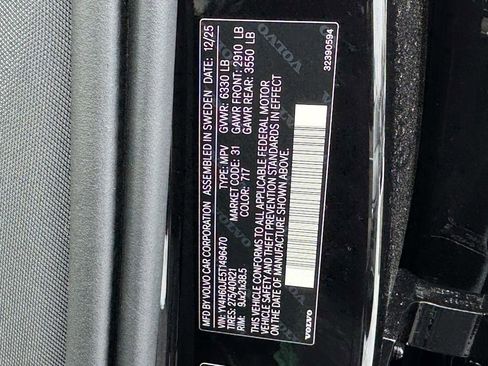 MFD. BY VOLVO CAR CORPORATION ASSEMBLED IN SWEDEN DATE: 12/25
VIN: YV4H60JE5T1496470 TYPE: MPV GVWR: 6330 LB
TIRES: 275/40R21 MARKET CODE: 31 GAWR FRONT: 2910 LB
RIM: 9Jx21x38.5 COLOR: 717 GAWR REAR: 3550 LB
THIS VEHICLE CONFORMS TO ALL APPLICABLE FEDERAL MOTOR
VEHICLE SAFETY AND THEFT PREVENTION STANDARDS IN EFFECT
ON THE DATE OF MANUFACTURE SHOWN ABOVE.
VOLVO
32390594